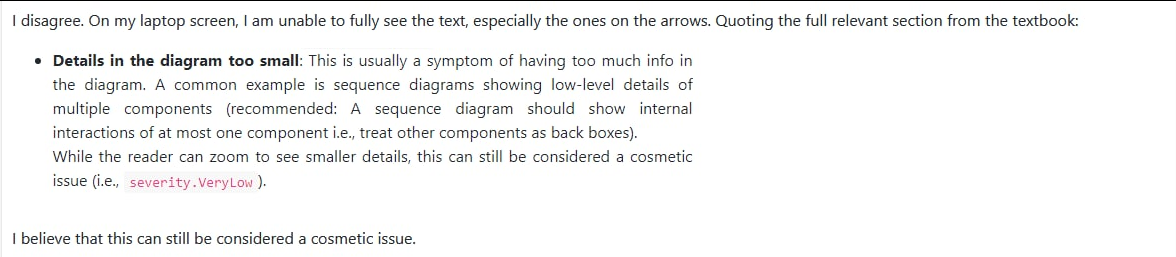 I disagree. On my laptop screen, I am unable to fully see the text, especially the ones on the arrows. Quoting the full relevant section from the textbook:
• Details in the diagram too small: This is usually a symptom of having too much info in
the diagram. A common example is sequence diagrams showing low-level details of
multiple components (recommended: A sequence diagram should show internal
interactions of at most one component i.e., treat other components as back boxes).
While the reader can zoom to see smaller details, this can still be considered a cosmetic
issue (i.e., severity.VeryLow ).
I believe that this can still be considered a cosmetic issue.